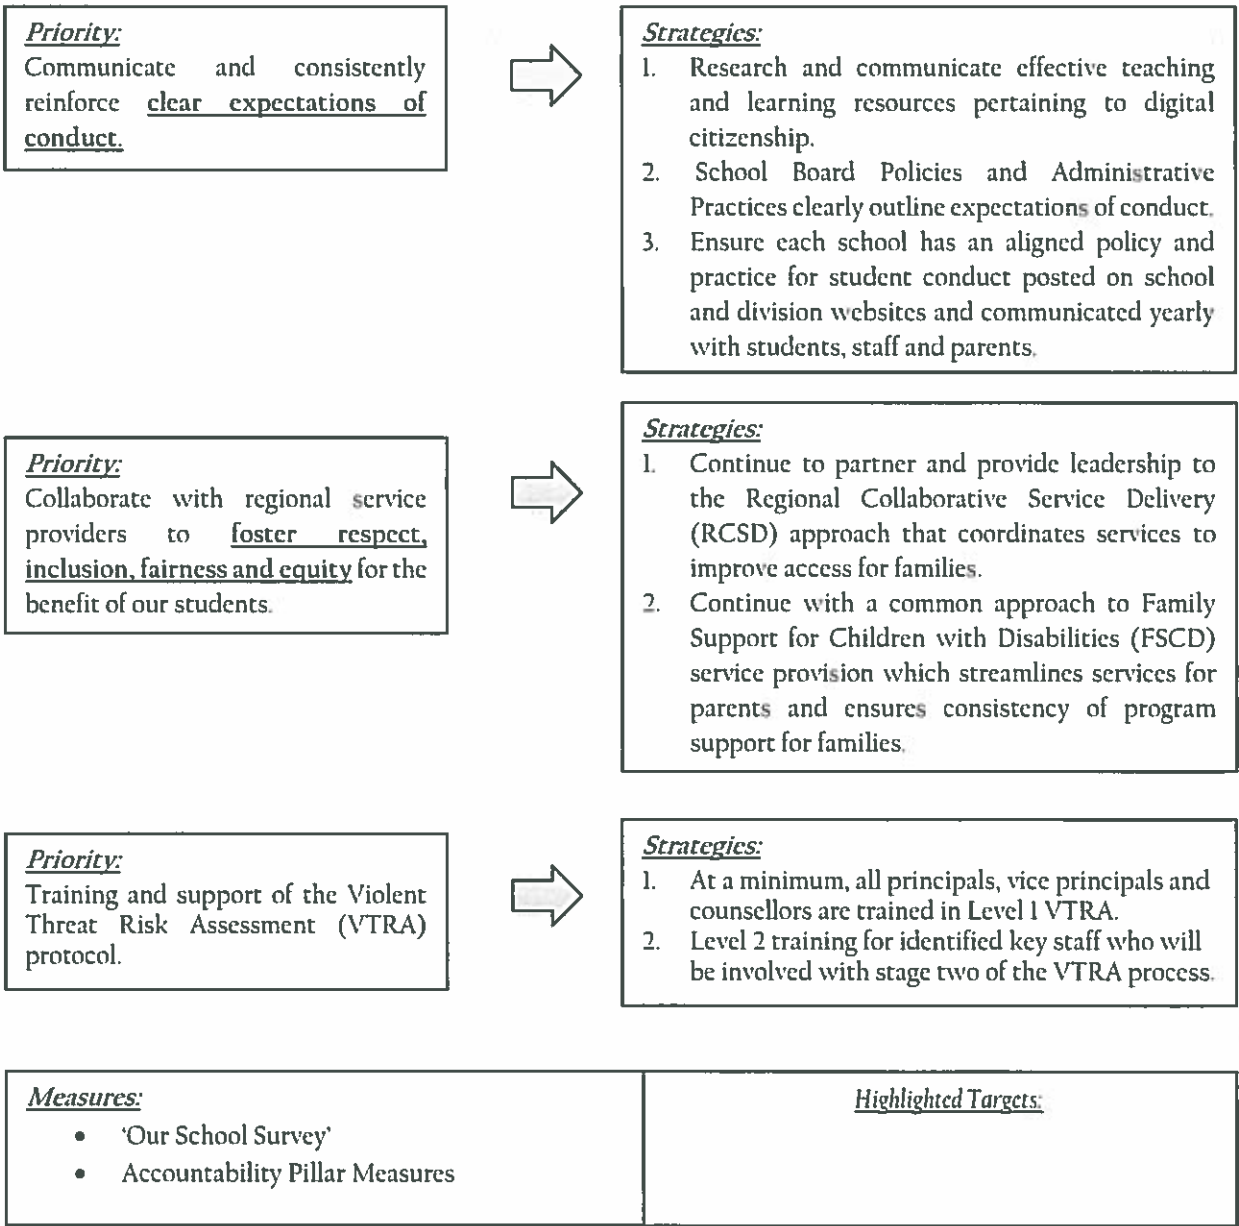 Priority:
Communicate and consistently
reinforce clear expectations of
conduct.
Strategies:
1. Research and communicate effective teaching
and learning resources pertaining to digital
citizenship.
2. School Board Policies and Administrative
Practices clearly outline expectations of conduct.
3. Ensure each school has an aligned policy and
practice for student conduct posted on school
and division websites and communicated yearly
with students, staff and parents.
Priority:
Collaborate with regional service
providers to foster respect,
inclusion, fairness and equity for the
benefit of our students.
Strategies:
1. Continue to partner and provide leadership to
the Regional Collaborative Service Delivery
(RCSD) approach that coordinates services to
improve access for families.
2. Continue with a common approach to Family
Support for Children with Disabilities (FSCD)
service provision which streamlines services for
parents and ensures consistency of program
support for families.
Priority:
Training and support of the Violent
Threat Risk Assessment (VTRA)
protocol.
Strategies:
1. At a minimum, all principals, vice principals and
counsellors are trained in Level 1 VTRA.
2. Level 2 training for identified key staff who will
be involved with stage two of the VTRA process.
Measures:
• 'Our School Survey'
• Accountability Pillar Measures
Highlighted Targets: